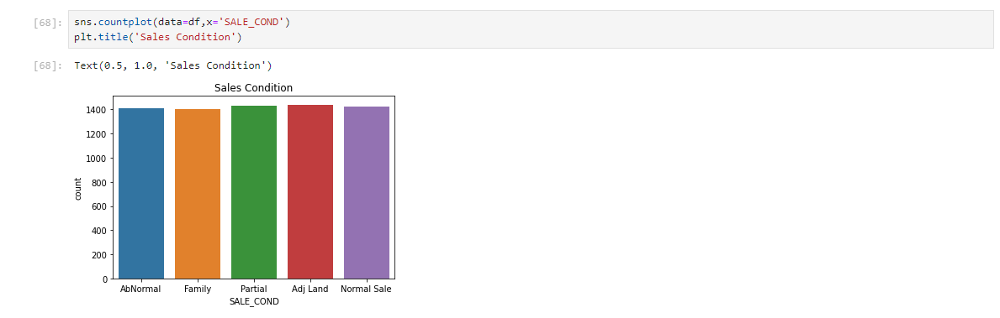 [68]: sns.countplot(data=df,x='SALE_COND')
plt.title('Sales Condition')
[68]: Text(0.5, 1.0, 'Sales Condition')
Sales Condition
1400
1200
1000
800
600
400
200
0
count
AbNormal Family Partial Adj Land Normal Sale
SALE_COND